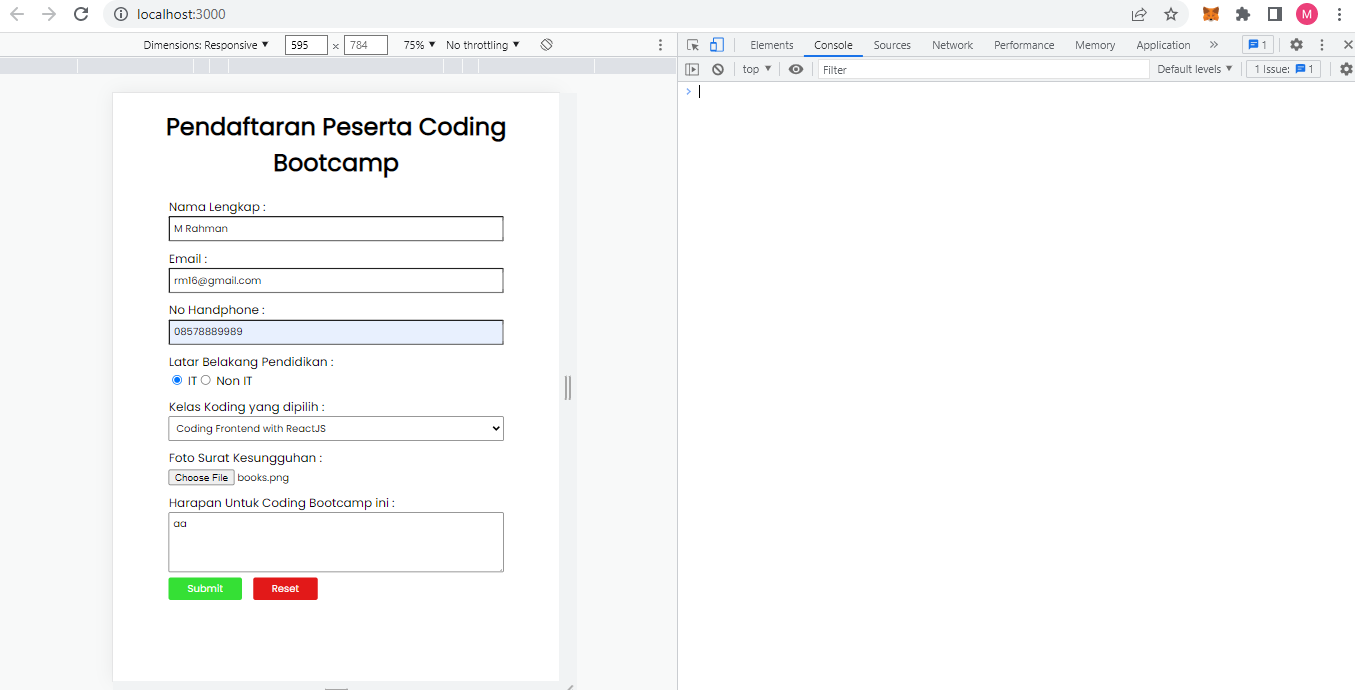 localhost:3000
M
Dimensions: Responsive ▼ 595 × 784 75% ▼ No throttling ▼
Elements Console Sources Network Performance Memory Application » 1
top ▼ Filter Default levels ▼ 1 Issue: 1
>
Pendaftaran Peserta Coding
Bootcamp
Nama Lengkap :
M Rahman
Email :
rm16@gmail.com
No Handphone :
08578889989
Latar Belakang Pendidikan :
IT Non IT
Kelas Koding yang dipilih :
Coding Frontend with ReactJS
Foto Surat Kesungguhan :
Choose File books.png
Harapan Untuk Coding Bootcamp ini :
aa
Submit Reset